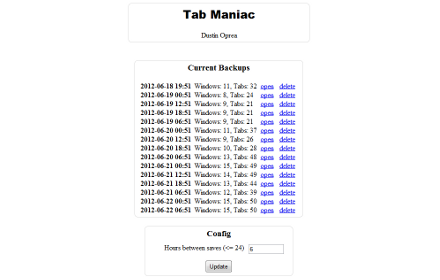 Tab Maniac
Dustin Oprea
Current Backups
2012-06-18 19:51 Windows: 11, Tabs: 32 open delete
2012-06-19 00:51 Windows: 8, Tabs: 24 open delete
2012-06-19 12:51 Windows: 9, Tabs: 21 open delete
2012-06-19 18:51 Windows: 9, Tabs: 21 open delete
2012-06-19 06:51 Windows: 9, Tabs: 21 open delete
2012-06-20 00:51 Windows: 11, Tabs: 37 open delete
2012-06-20 12:51 Windows: 9, Tabs: 26 open delete
2012-06-20 18:51 Windows: 10, Tabs: 28 open delete
2012-06-20 06:51 Windows: 13, Tabs: 48 open delete
2012-06-21 00:51 Windows: 15, Tabs: 49 open delete
2012-06-21 12:51 Windows: 14, Tabs: 49 open delete
2012-06-21 18:51 Windows: 13, Tabs: 44 open delete
2012-06-21 06:51 Windows: 12, Tabs: 39 open delete
2012-06-22 00:51 Windows: 15, Tabs: 50 open delete
2012-06-22 06:51 Windows: 15, Tabs: 50 open delete
Config
Hours between saves (<= 24) 6
Update